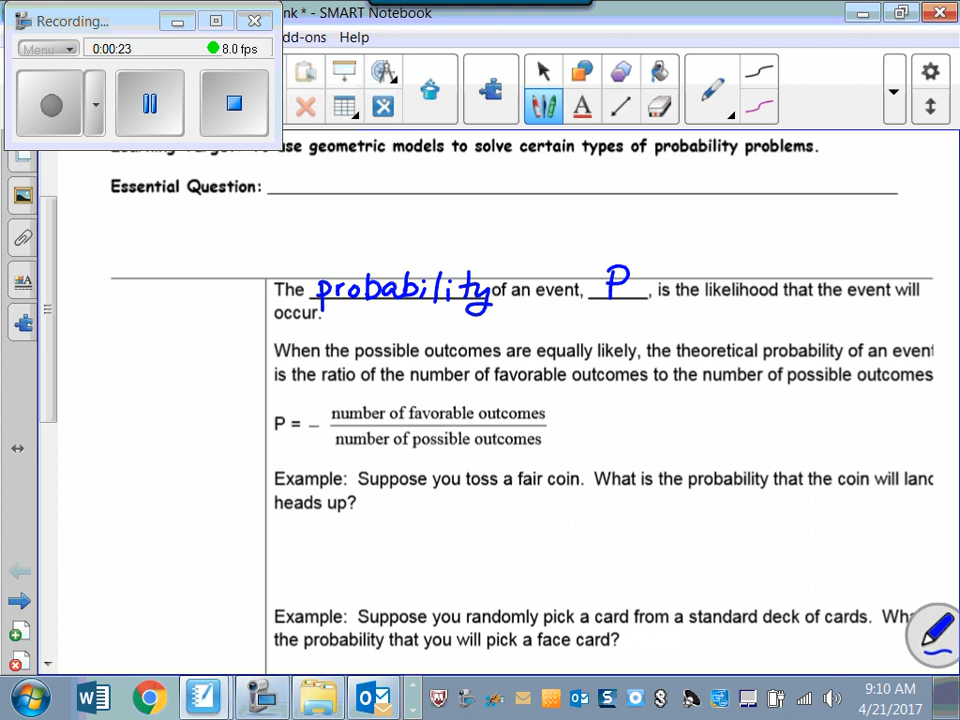 Recording...
nk * - SMART Notebook
Menu
0:00:23
8.0 fps
dd-ons Help
use geometric models to solve certain types of probability problems.
Essential Question:
The probability of an event, P, is the likelihood that the event will
occur.
When the possible outcomes are equally likely, the theoretical probability of an event
is the ratio of the number of favorable outcomes to the number of possible outcomes
P = – number of favorable outcomes
number of possible outcomes
Example: Suppose you toss a fair coin. What is the probability that the coin will land
heads up?
Example: Suppose you randomly pick a card from a standard deck of cards. Wha
the probability that you will pick a face card?
9:10 AM
4/21/2017